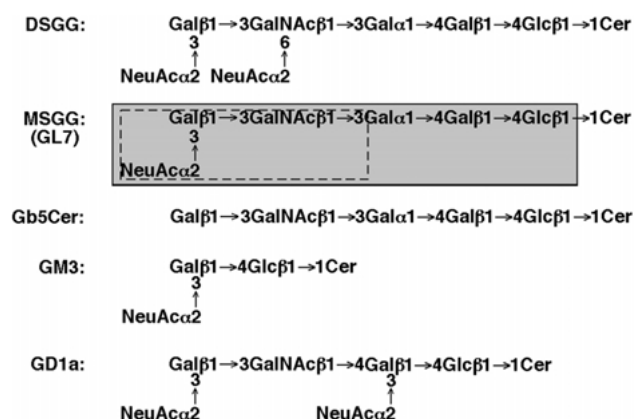 DSGG: Galβ1→3GalNAcβ1→3Galα1→4Galβ1→4Glcβ1→1Cer
3 6
↑ ↑
NeuAcα2 NeuAcα2
MSGG: Galβ1→3GalNAcβ1→3Galα1→4Galβ1→4Glcβ1→1Cer
(GL7) 3
↑
NeuAcα2
Gb5Cer: Galβ1→3GalNAcβ1→3Galα1→4Galβ1→4Glcβ1→1Cer
GM3: Galβ1→4Glcβ1→1Cer
3
↑
NeuAcα2
GD1a: Galβ1→3GalNAcβ1→4Galβ1→4Glcβ1→1Cer
3 3
↑ ↑
NeuAcα2 NeuAcα2